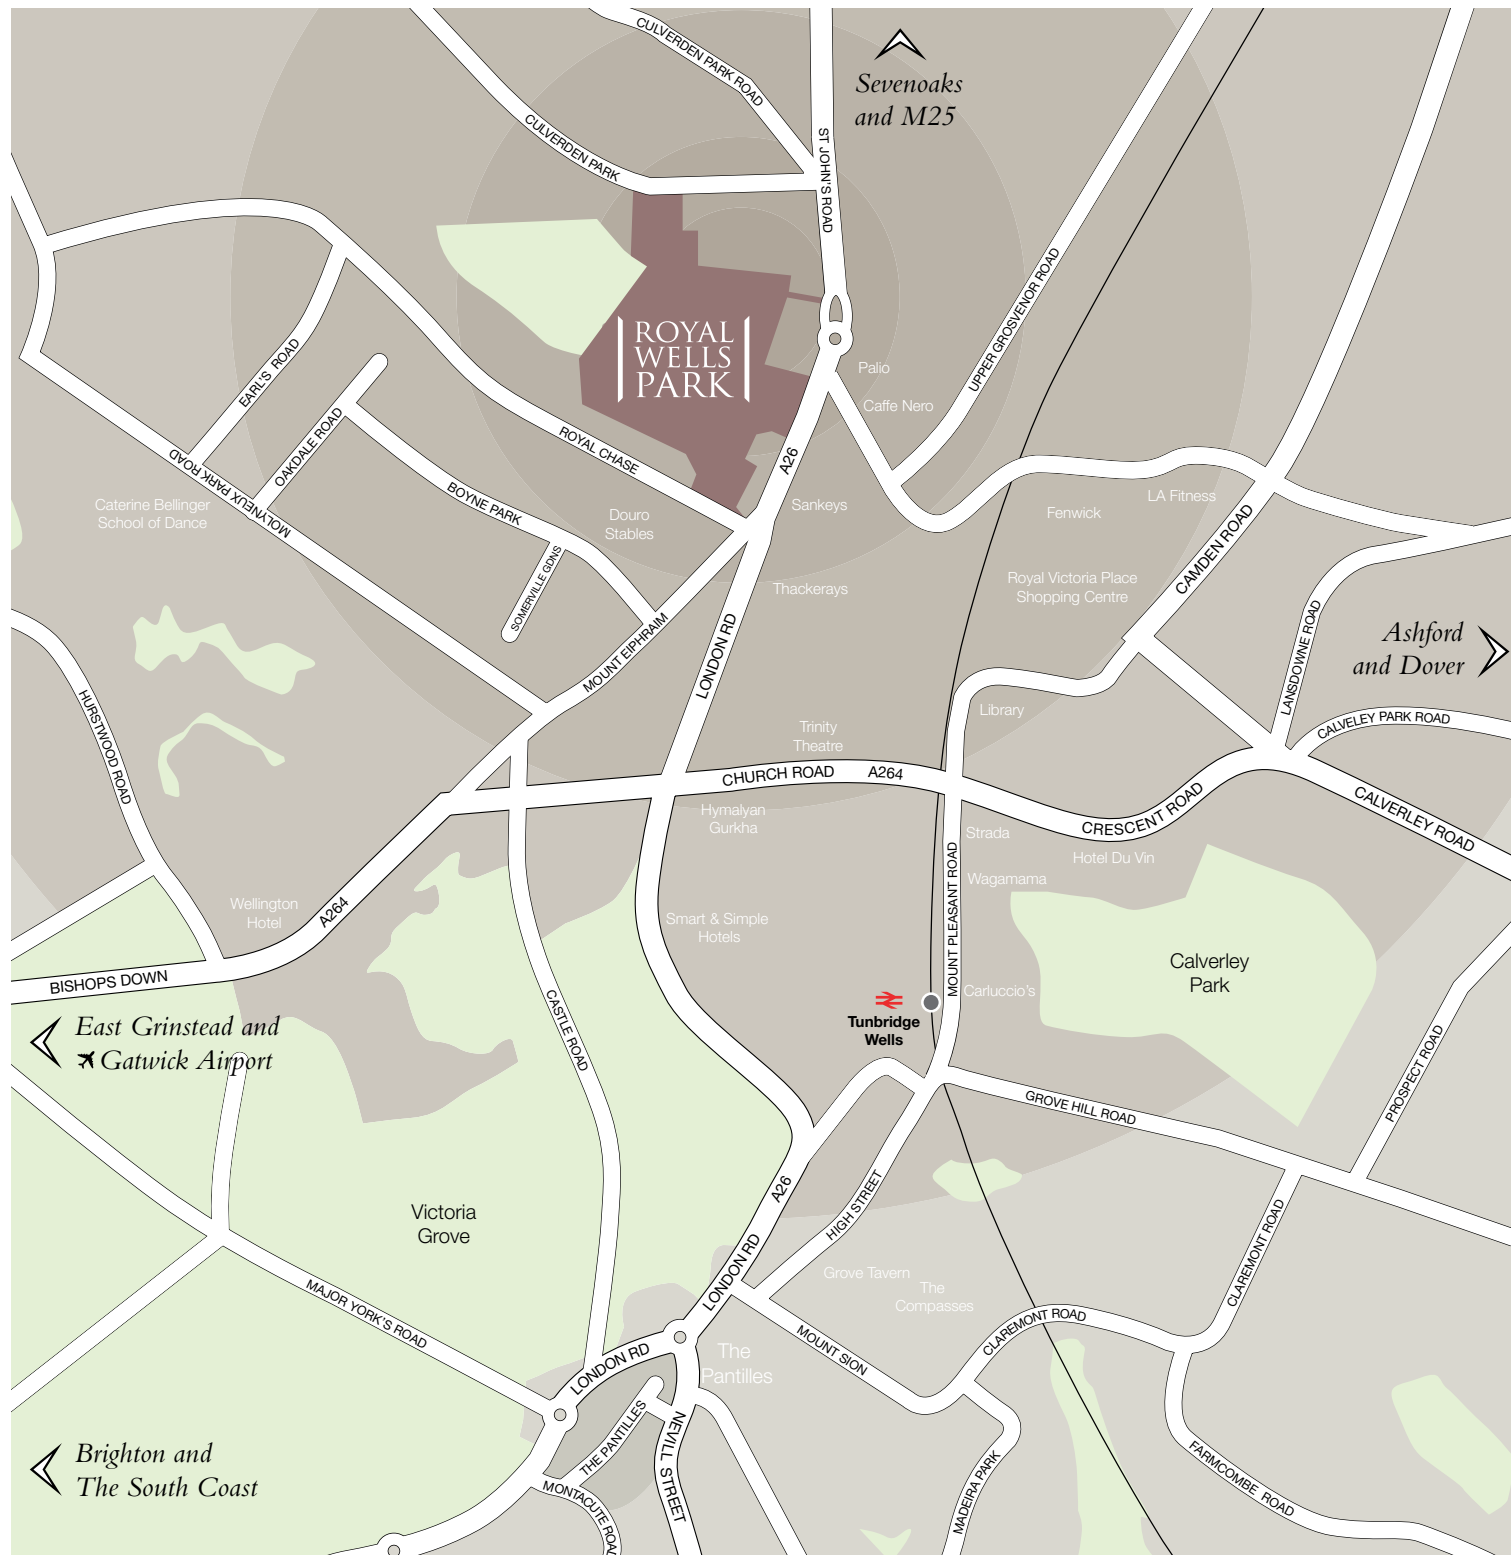 CULVERDEN PARK ROAD
Sevenoaks
and M25
CULVERDEN PARK
ST JOHN'S ROAD
ROYAL
WELLS
PARK
UPPER GROSVENOR ROAD
EARL'S ROAD
Palio
Caffe Nero
OAKDALE ROAD
ROYAL CHASE
A26
MOLYNEUX PARK ROAD
BOYNE PARK
Caterine Bellinger
School of Dance
Douro
Stables
Sankeys
LA Fitness
Fenwick
CAMDEN ROAD
SOMERVILLE GDNS
Thackerays
Royal Victoria Place
Shopping Centre
MOUNT EIPHRAIM
LONDON RD
LANSDOWNE ROAD
Ashford
and Dover
HURSTWOOD ROAD
Library
CALVELEY PARK ROAD
Trinity
Theatre
CHURCH ROAD
A264
Hymalyan
Gurkha
CRESCENT ROAD
CALVERLEY ROAD
Strada
Hotel Du Vin
Wagamama
MOUNT PLEASANT ROAD
Wellington
Hotel
A264
Smart & Simple
Hotels
Calverley
Park
BISHOPS DOWN
Carluccio's
CASTLE ROAD
Tunbridge
Wells
East Grinstead and
Gatwick Airport
PROSPECT ROAD
GROVE HILL ROAD
A26
HIGH STREET
Victoria
Grove
CLAREMONT ROAD
LONDON RD
Grove Tavern
The
Compasses
MAJOR YORK'S ROAD
CLAREMONT ROAD
MOUNT SION
LONDON RD
The
Pantilles
THE PANTILLES
NEVILL STREET
Brighton and
The South Coast
MONTACUTE ROAD
MADEIRA PARK
FARMCOMBE ROAD